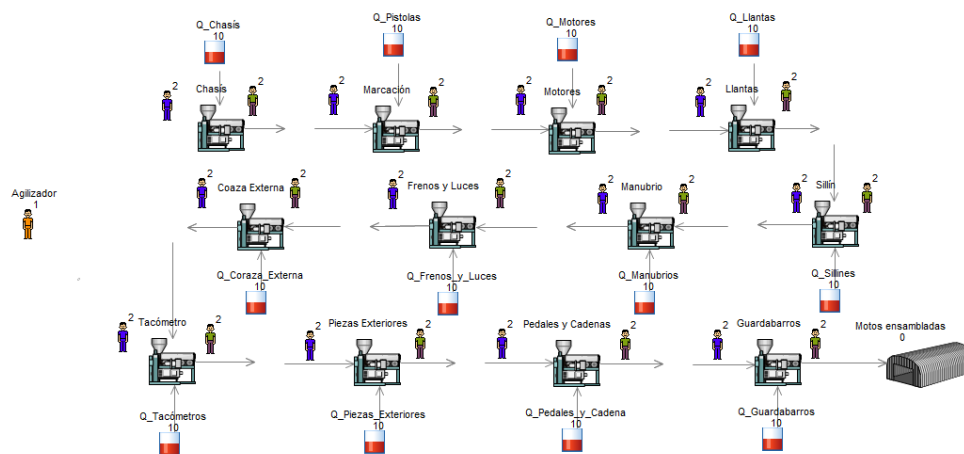 Q_Chasís
10
Q_Pistolas
10
Q_Motores
10
Q_Llantas
10
2
Chasis
2
2
Marcación
2
2
Motores
2
2
Llantas
2
Agilizador
1
2
Coaza Externa
2
2
Frenos y Luces
2
2
Manubrio
2
2
Sillín
2
Q_Coraza_Externa
10
Q_Frenos_y_Luces
10
Q_Manubrios
10
Q_Sillines
10
2
Tacómetro
2
2
Piezas Exteriores
2
2
Pedales y Cadenas
2
2
Guardabarros
2
Motos ensambladas
0
Q_Tacómetros
10
Q_Piezas_Exteriores
10
Q_Pedales_y_Cadena
10
Q_Guardabarros
10